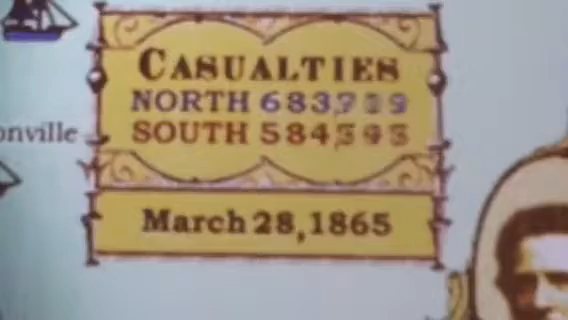 onville
CASUALTIES
NORTH
SOUTH
March 28, 1865